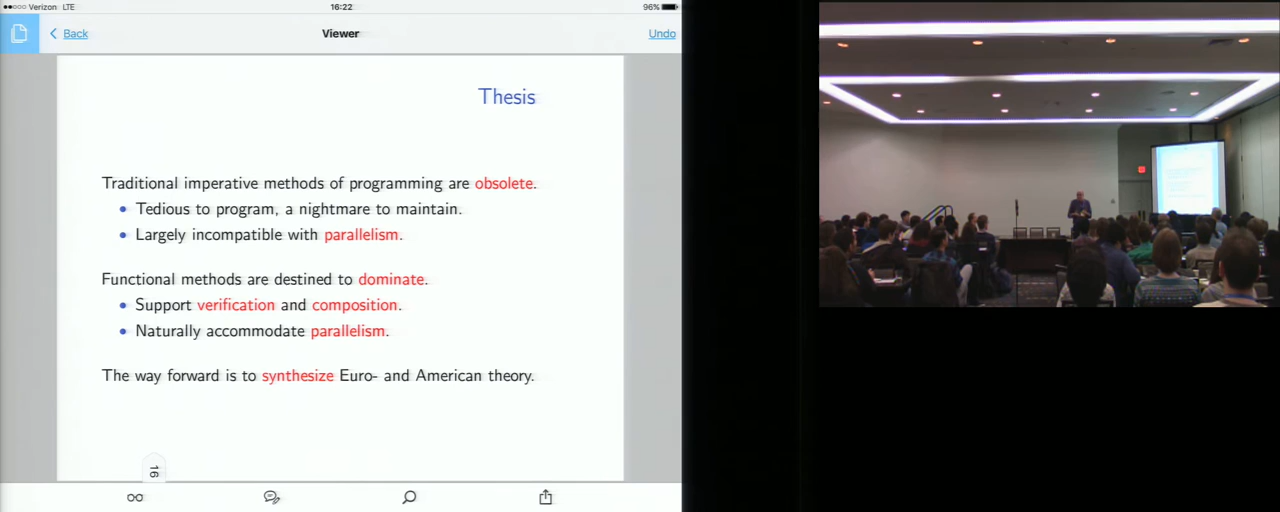 Verizon LTE 16:22 96%
Back Viewer Undo
Thesis
Traditional imperative methods of programming are obsolete.
• Tedious to program, a nightmare to maintain.
• Largely incompatible with parallelism.
Functional methods are destined to dominate.
• Support verification and composition.
• Naturally accommodate parallelism.
The way forward is to synthesize Euro- and American theory.
16